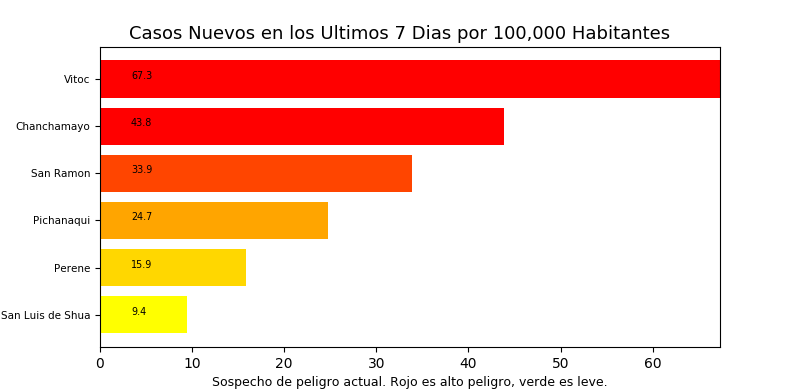 Casos Nuevos en los Ultimos 7 Dias por 100,000 Habitantes
Vitoc 67.3
Chanchamayo 43.8
San Ramon 33.9
Pichanaqui 24.7
Perene 15.9
San Luis de Shua 9.4
0 10 20 30 40 50 60
Sospecho de peligro actual. Rojo es alto peligro, verde es leve.